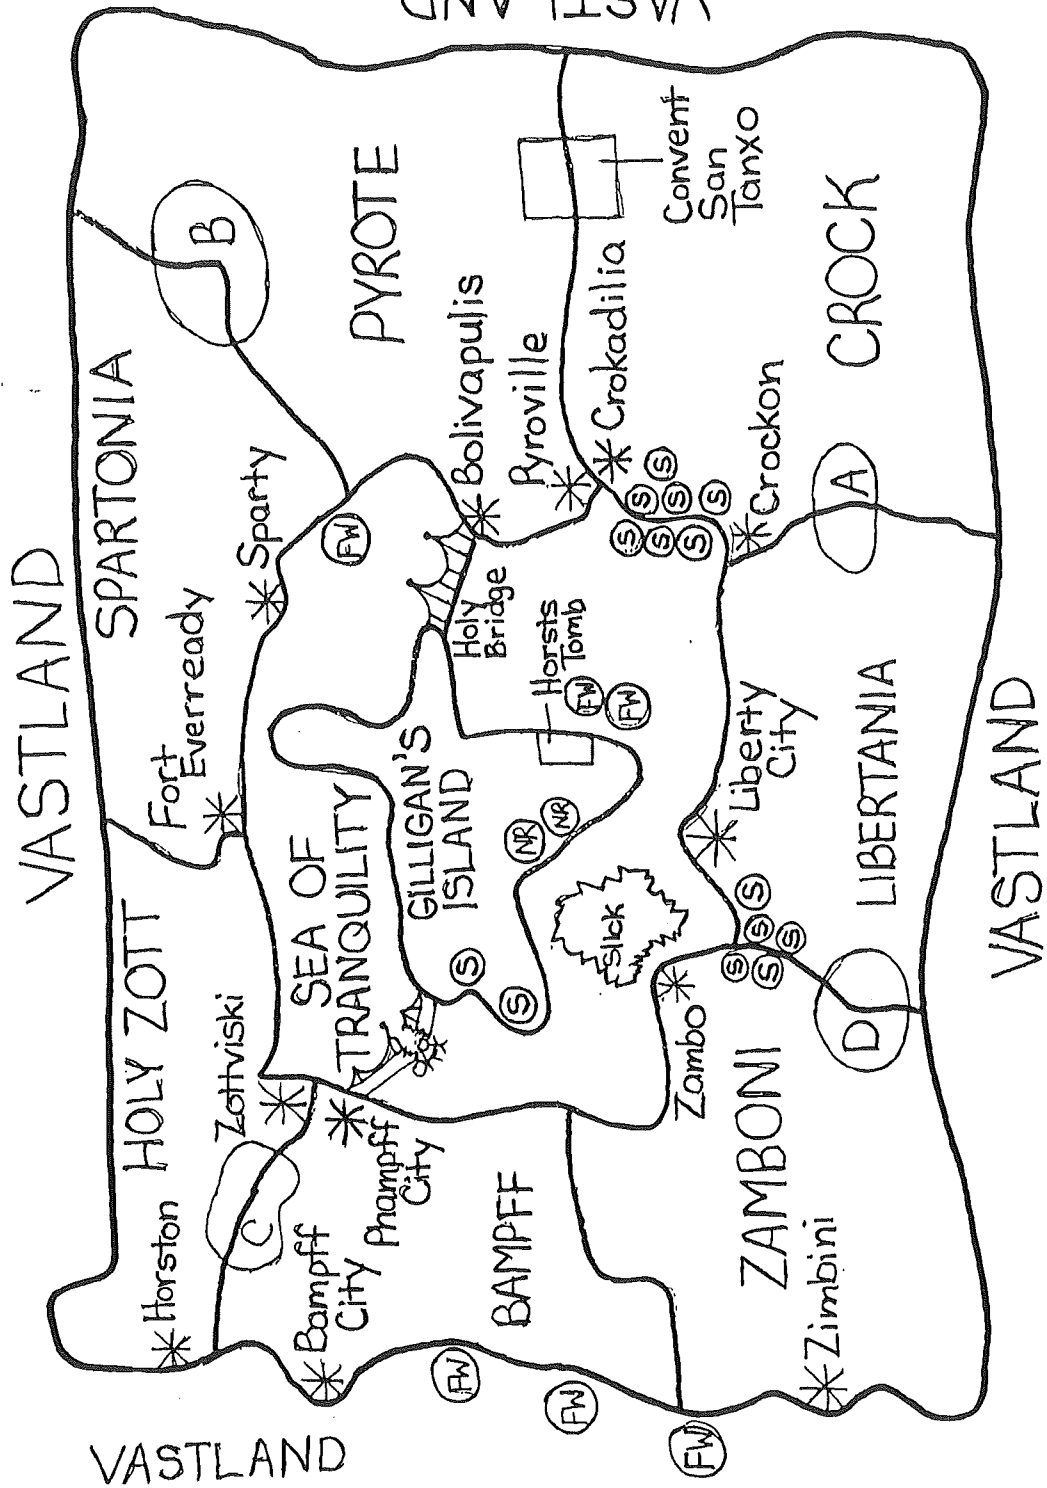 VASTLAND
VASTLAND
HOLY ZOTT
SPARTONIA
Horston
Zottviski
Fort
Everready
Sparty
B
C
Bampff
City
Phampff
City
SEA OF
TRANQUILITY
FW
PYROTE
VASTLAND
GILLIGAN'S
ISLAND
Holy
Bridge
Bolivapulis
BAMPFF
FW
S
S
NR
NR
Horsts
Tomb
Pyroville
FW
FW
FW
Slick
Crokadilia
Convent
San
Tanxo
S
S
S
S
S
S
S
FW
Zambo
Liberty
City
Crockon
S
S
S
S
S
ZAMBONI
Zimbini
D
LIBERTANIA
A
CROCK
VASTLAND